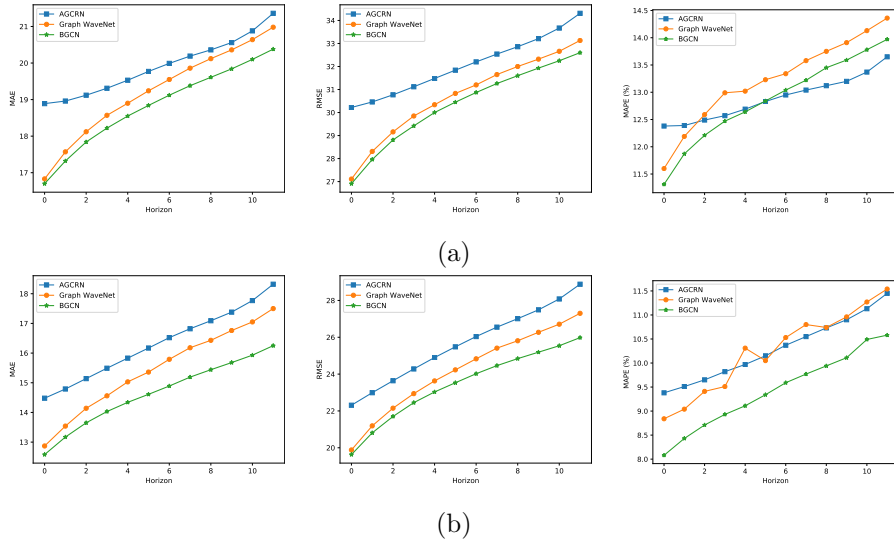 AGCRN
Graph WaveNet
BGCN
MAE
21
20
19
18
17
0 2 4 6 8 10
Horizon
AGCRN
Graph WaveNet
BGCN
RMSE
34
33
32
31
30
29
28
27
0 2 4 6 8 10
Horizon
AGCRN
Graph WaveNet
BGCN
MAPE (%)
14.5
14.0
13.5
13.0
12.5
12.0
11.5
0 2 4 6 8 10
Horizon
(a)
AGCRN
Graph WaveNet
BGCN
MAE
18
17
16
15
14
13
0 2 4 6 8 10
Horizon
AGCRN
Graph WaveNet
BGCN
RMSE
28
26
24
22
20
0 2 4 6 8 10
Horizon
AGCRN
Graph WaveNet
BGCN
MAPE (%)
11.5
11.0
10.5
10.0
9.5
9.0
8.5
8.0
0 2 4 6 8 10
Horizon
(b)